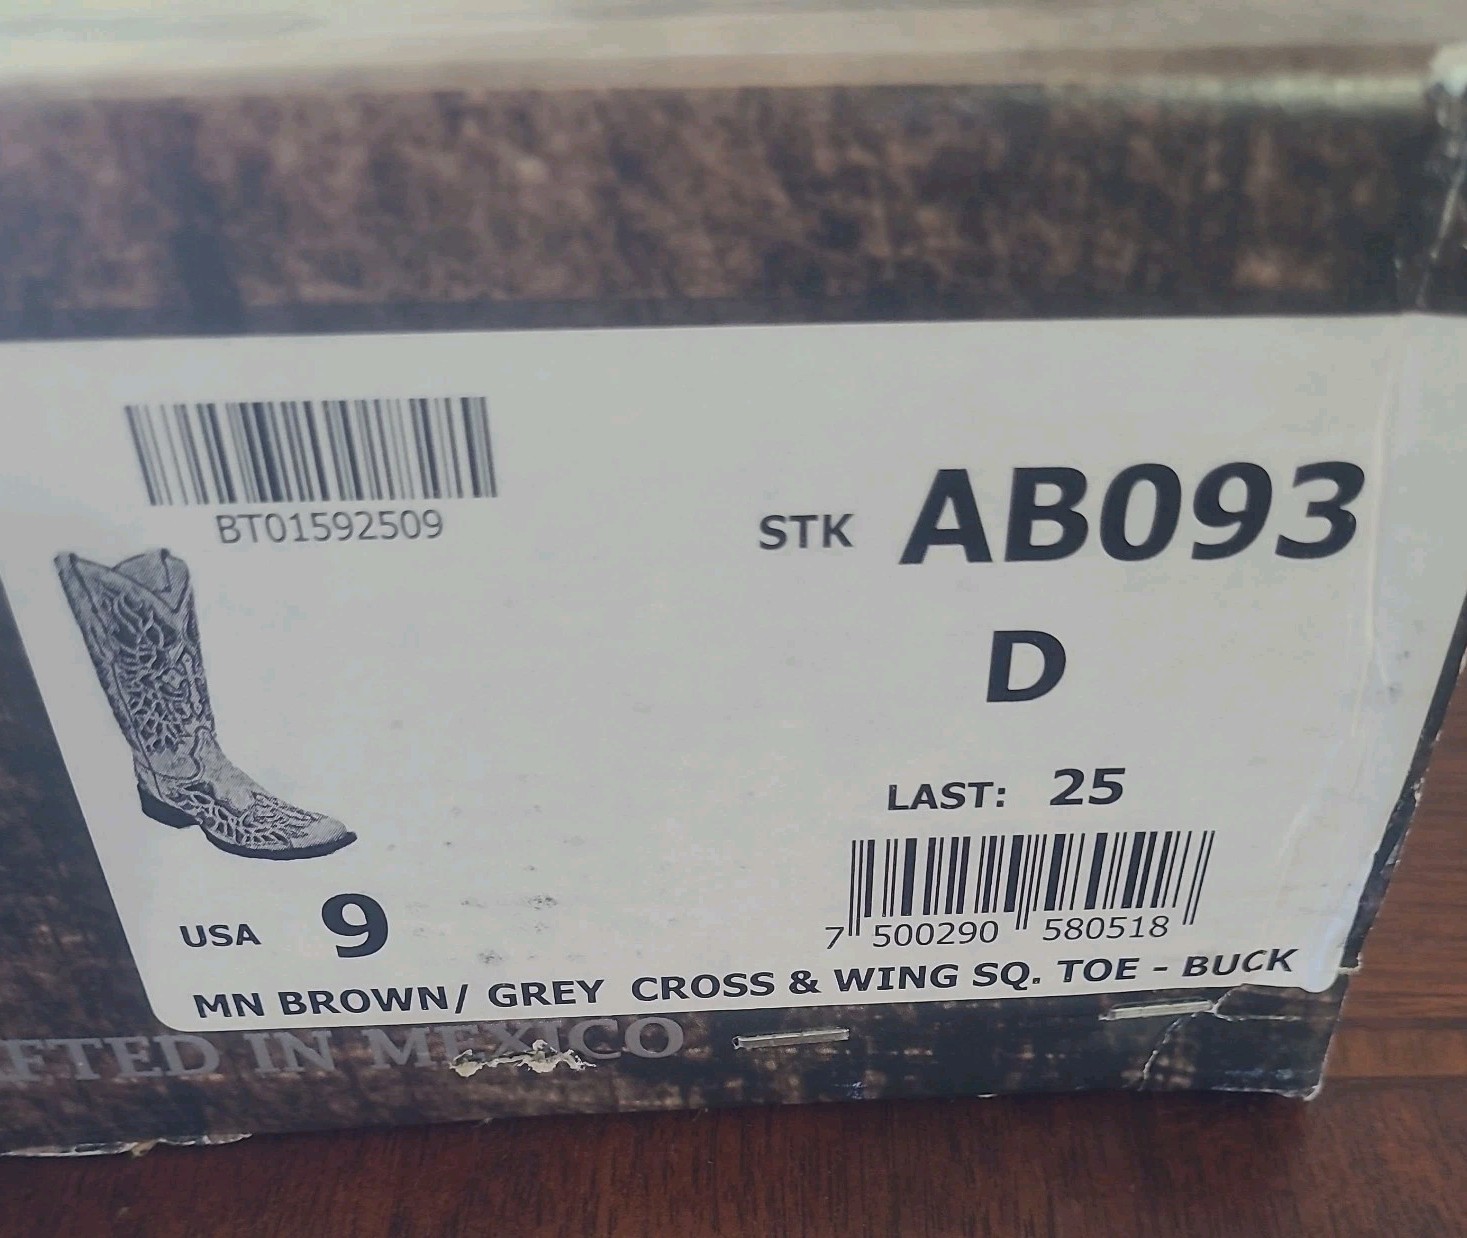 BT01592509
STK AB093
D
LAST: 25
USA 9
7 500290 580518
MN BROWN/ GREY CROSS & WING SQ. TOE - BUCK
FTED IN MEXICO